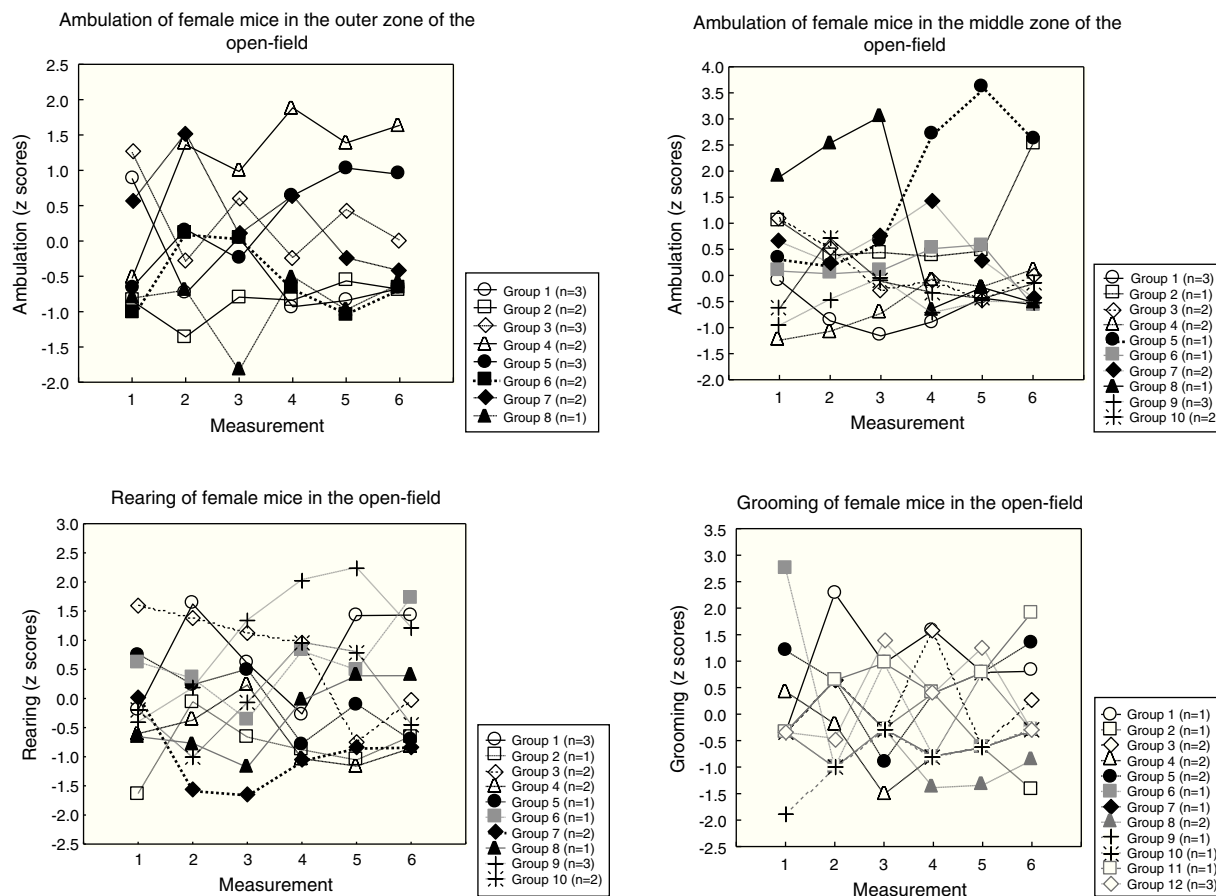 Ambulation of female mice in the outer zone of the
open-field
2.5
2.0
1.5
1.0
0.5
0.0
-0.5
-1.0
-1.5
-2.0
Ambulation (z scores)
1 2 3 4 5 6
Measurement
Group 1 (n=3)
Group 2 (n=2)
Group 3 (n=3)
Group 4 (n=2)
Group 5 (n=3)
Group 6 (n=2)
Group 7 (n=2)
Group 8 (n=1)
Ambulation of female mice in the middle zone of the
open-field
4.0
3.5
3.0
2.5
2.0
1.5
1.0
0.5
0.0
-0.5
-1.0
-1.5
-2.0
Ambulation (z scores)
1 2 3 4 5 6
Measurement
Group 1 (n=3)
Group 2 (n=1)
Group 3 (n=2)
Group 4 (n=2)
Group 5 (n=1)
Group 6 (n=1)
Group 7 (n=2)
Group 8 (n=1)
Group 9 (n=3)
Group 10 (n=2
Rearing of female mice in the open-field
3.0
2.5
2.0
1.5
1.0
0.5
0.0
-0.5
-1.0
-1.5
-2.0
-2.5
Rearing (z scores)
1 2 3 4 5 6
Measurement
Group 1 (n=3)
Group 2 (n=1)
Group 3 (n=2)
Group 4 (n=2)
Group 5 (n=1)
Group 6 (n=1)
Group 7 (n=2)
Group 8 (n=1)
Group 9 (n=3)
Group 10 (n=2)
Grooming of female mice in the open-field
3.5
3.0
2.5
2.0
1.5
1.0
0.5
0.0
-0.5
-1.0
-1.5
-2.0
-2.5
Grooming (z scores)
1 2 3 4 5 6
Measurement
Group 1 (n=1)
Group 2 (n=1)
Group 3 (n=2)
Group 4 (n=2)
Group 5 (n=2)
Group 6 (n=1)
Group 7 (n=1)
Group 8 (n=2)
Group 9 (n=1)
Group 10 (n=1)
Group 11 (n=1)
Group 12 (n=3)